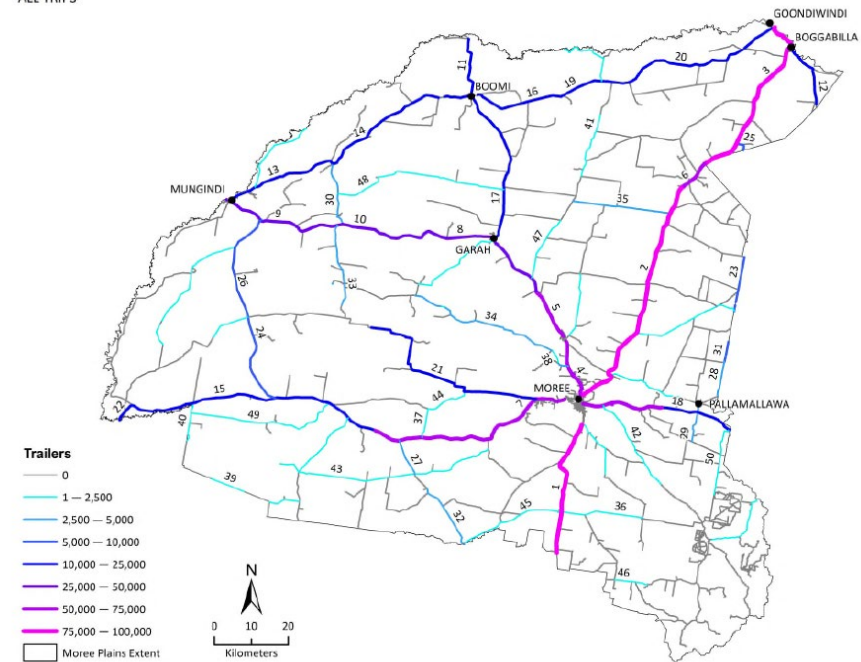 ALL TRIPS
GOONDIWINDI
BOGGABILLA
11
20
3
BOOMI
16
19
12
14
41
25
13
6
48
MUNGINDI
30
17
35
9
10
8
47
GARAH
2
23
26
33
5
34
24
38
31
4
28
21
MOREE
44
15
7
18
PALLAMALLAWA
22
40
49
37
42
29
27
50
Trailers
0
43
1 — 2,500
39
32
45
1
36
2,500 — 5,000
5,000 — 10,000
10,000 — 25,000
46
25,000 — 50,000
N
50,000 — 75,000
75,000 — 100,000
0 10 20
Moree Plains Extent
Kilometers